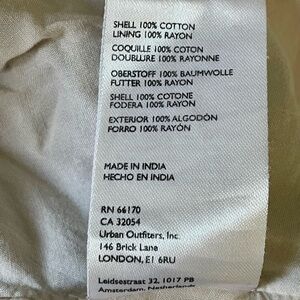 SHELL 100% COTTON
LINING 100% RAYON
COQUILLE 100% COTON
DOUBLURE 100% RAYONNE
OBERSTOFF 100% BAUMWOLLE
FUTTER 100% RAYON
SHELL 100% COTONE
FODERA 100% RAYON
EXTERIOR 100% ALGODÓN
FORRO 100% RAYÓN
MADE IN INDIA
HECHO EN INDIA
RN 66170
CA 32054
Urban Outfitters, Inc.
146 Brick Lane
LONDON, E1 6RU
Leidsestraat 32, 1017 PB
Amsterdam, Netherlands